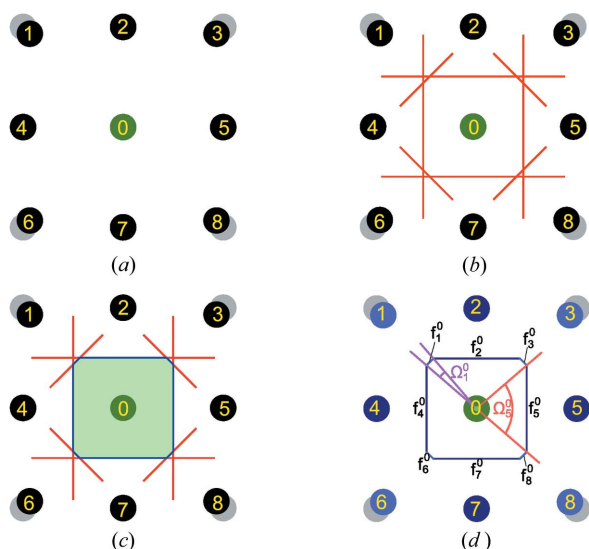 1 2 3
4 0 5
6 7 8
(a)
1 2 3
4 0 5
6 7 8
(b)
1 2 3
4 0 5
6 7 8
(c)
1 2 3
f₁⁰ f₂⁰ f₃⁰
Ω₁⁰
4 f₄⁰ 0 Ω₅⁰ f₅⁰ 5
f₆⁰ f₇⁰ f₈⁰
6 7 8
(d)